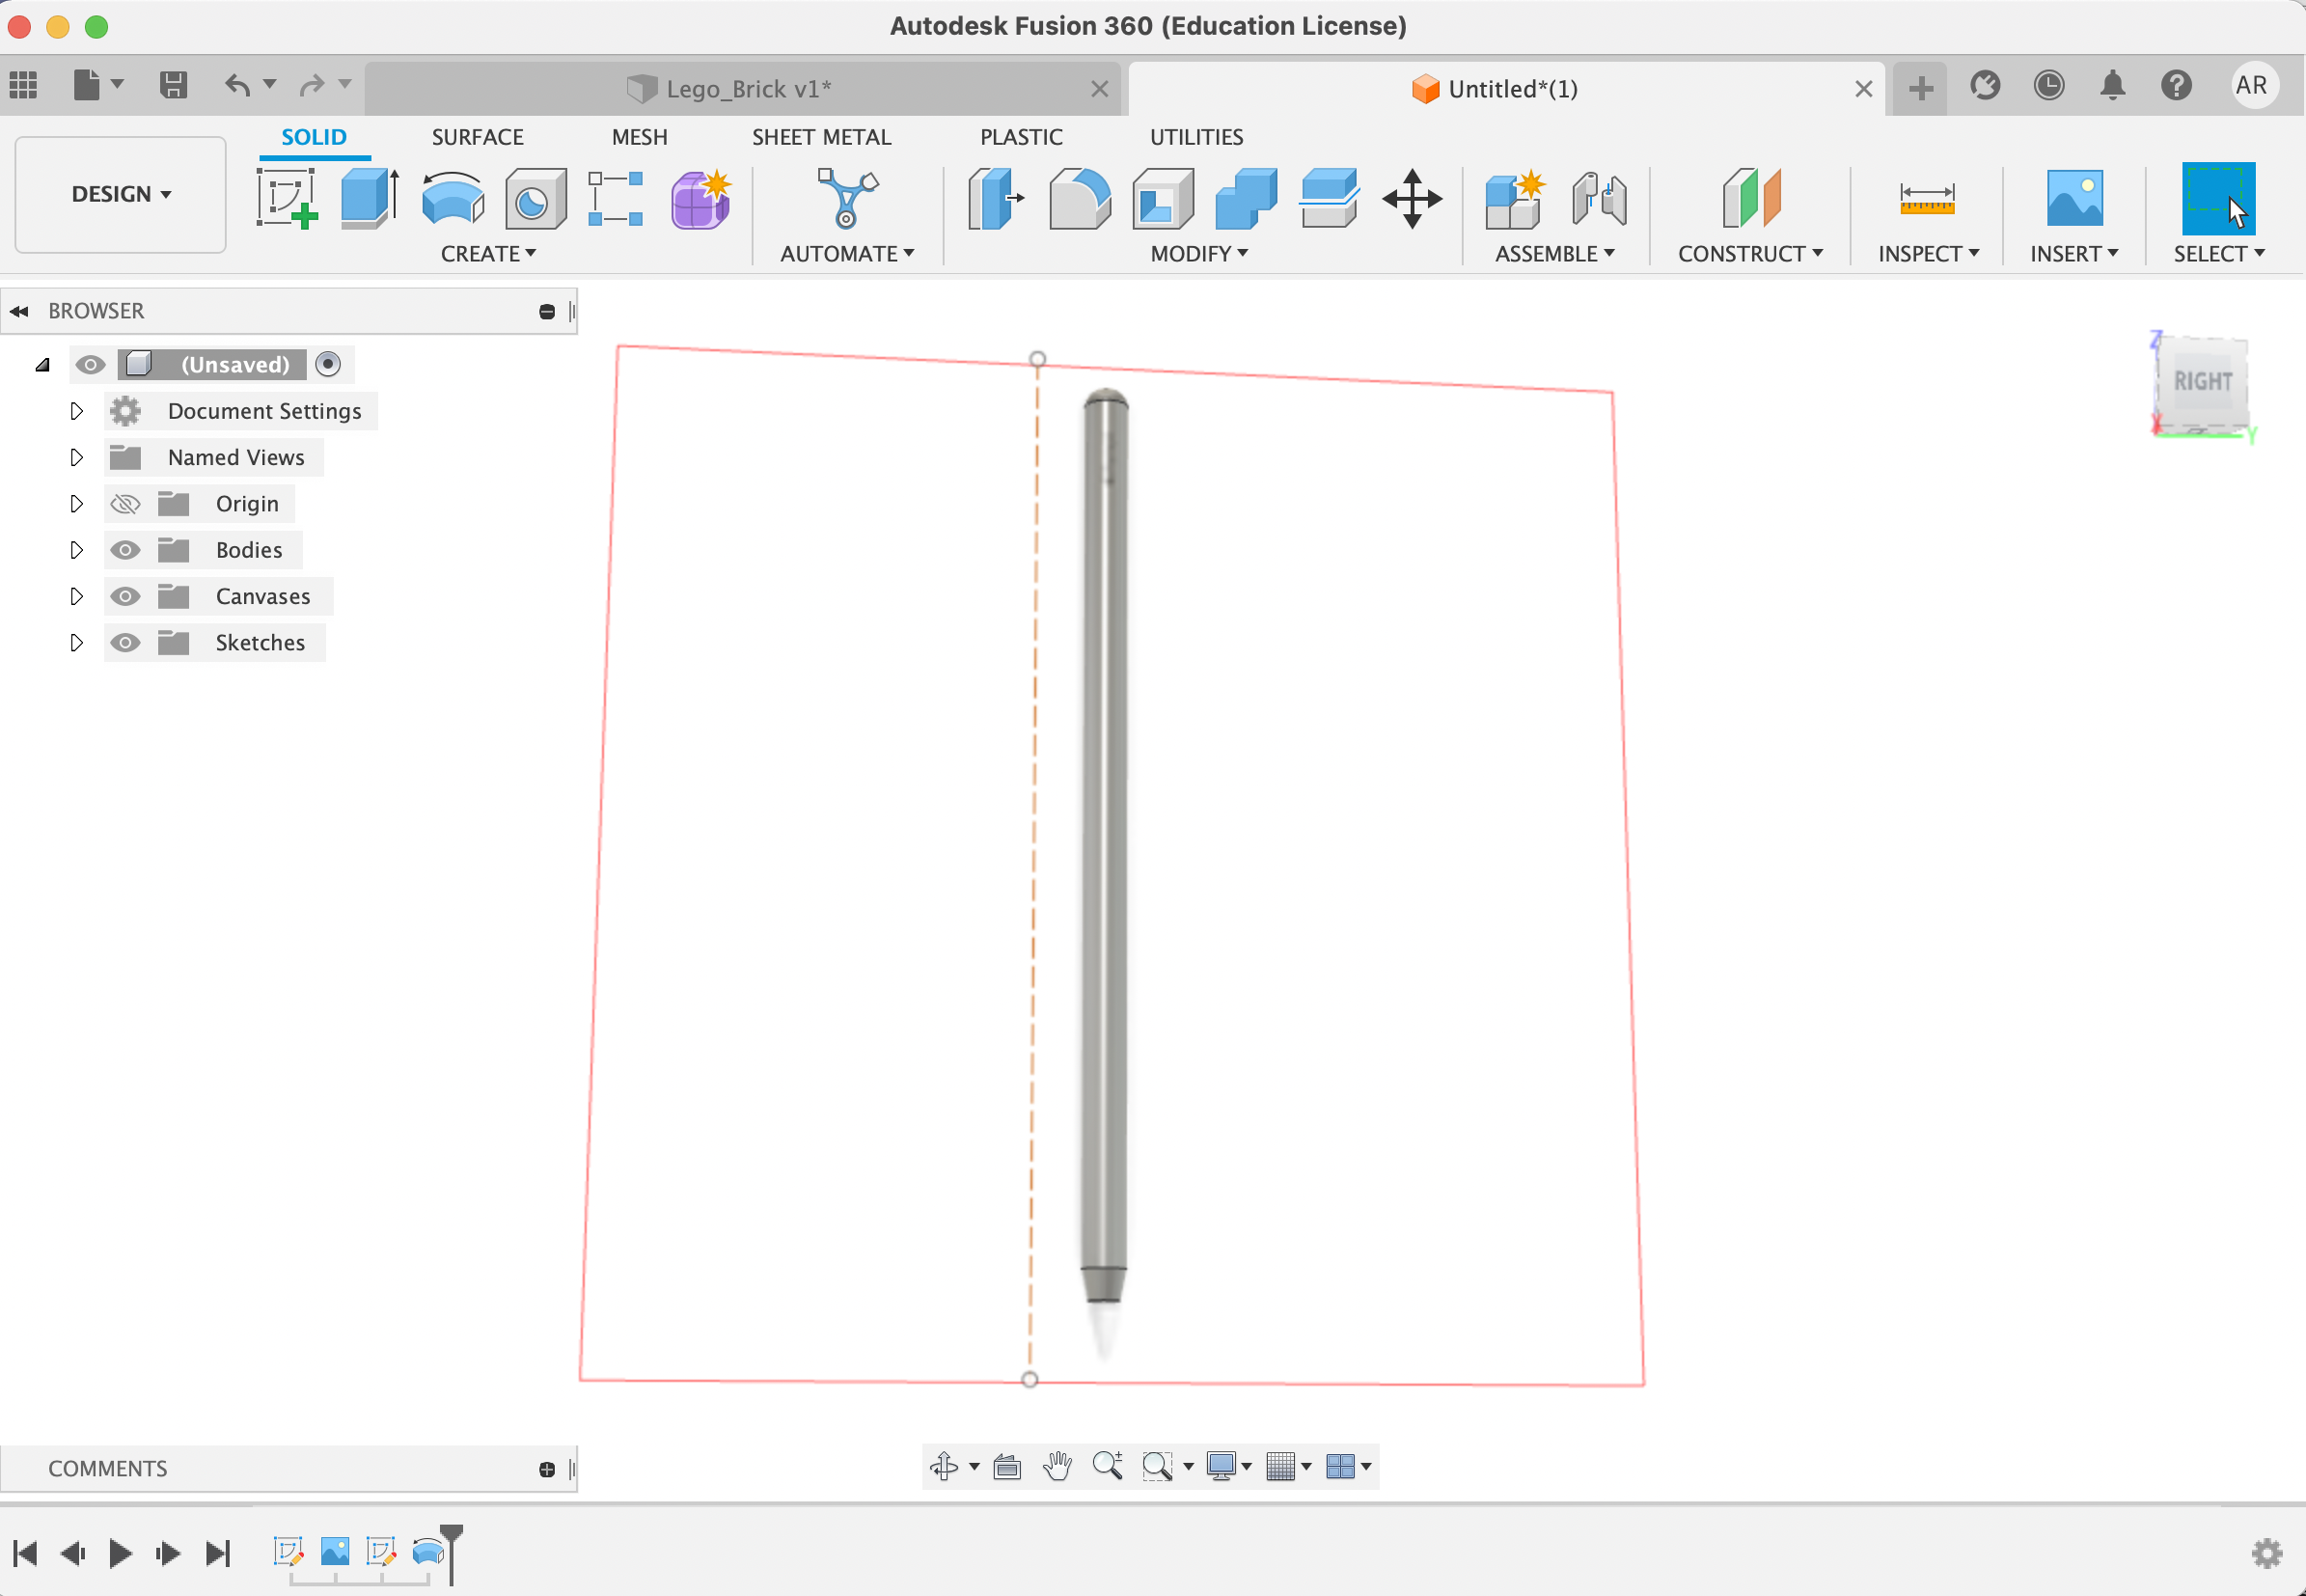 Autodesk Fusion 360 (Education License)
Lego_Brick v1*
Untitled*(1)
AR
DESIGN
SOLID
SURFACE
MESH
SHEET METAL
PLASTIC
UTILITIES
CREATE
AUTOMATE
MODIFY
ASSEMBLE
CONSTRUCT
INSPECT
INSERT
SELECT
BROWSER
(Unsaved)
Document Settings
Named Views
Origin
Bodies
Canvases
Sketches
Z
RIGHT
X
Y
COMMENTS